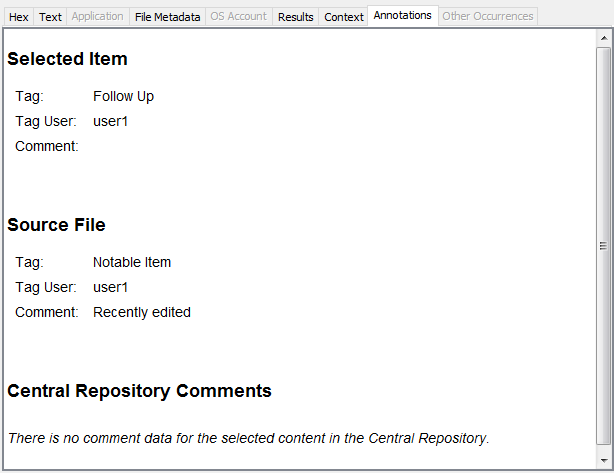 Hex Text Application File Metadata OS Account Results Context Annotations Other Occurrences
Selected Item
Tag: Follow Up
Tag User: user1
Comment:
Source File
Tag: Notable Item
Tag User: user1
Comment: Recently edited
Central Repository Comments
There is no comment data for the selected content in the Central Repository.